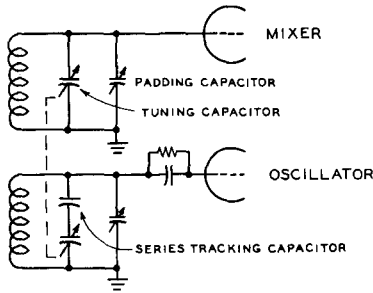 MIXER
PADDING CAPACITOR
TUNING CAPACITOR
OSCILLATOR
SERIES TRACKING CAPACITOR